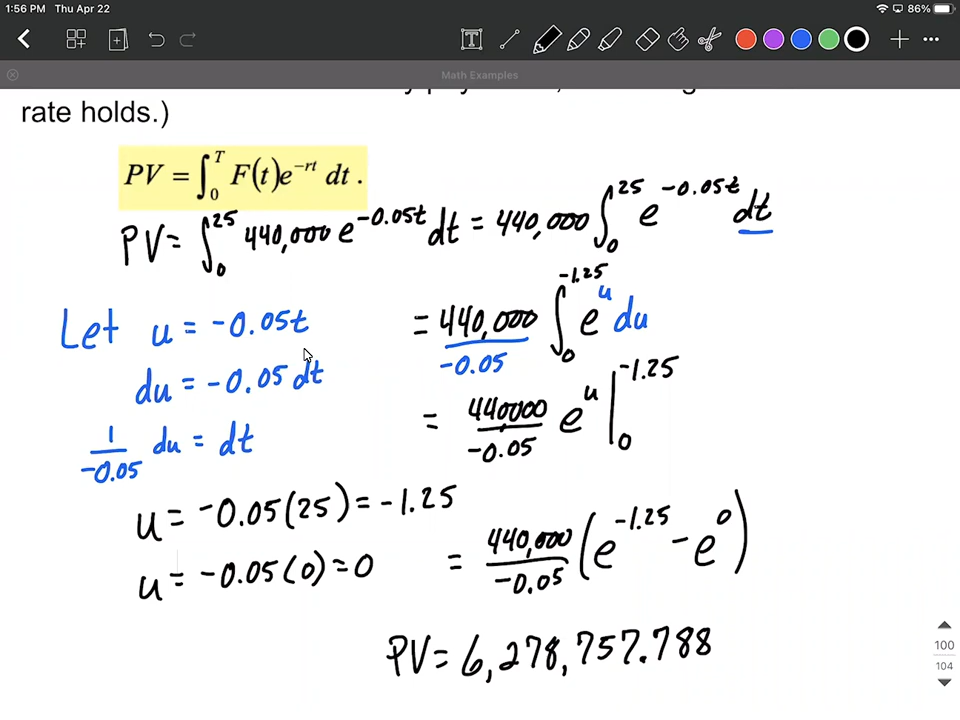 1:56 PM Thu Apr 22
86%
Math Examples
rate holds.)
PV = ∫₀ᵀ F(t)e^(-rt) dt .
PV = ∫₀²⁵ 440,000 e^(-0.05t) dt = 440,000 ∫₀²⁵ e^(-0.05t) dt
Let u = -0.05t
= 440,000/-0.05 ∫₀^(-1.25) e^u du
du = -0.05 dt
= 440000/-0.05 e^u |₀^(-1.25)
1/-0.05 du = dt
u = -0.05(25) = -1.25
u = -0.05(0) = 0
= 440,000/-0.05 (e^(-1.25) - e^0)
PV = 6,278,757.788
100
104